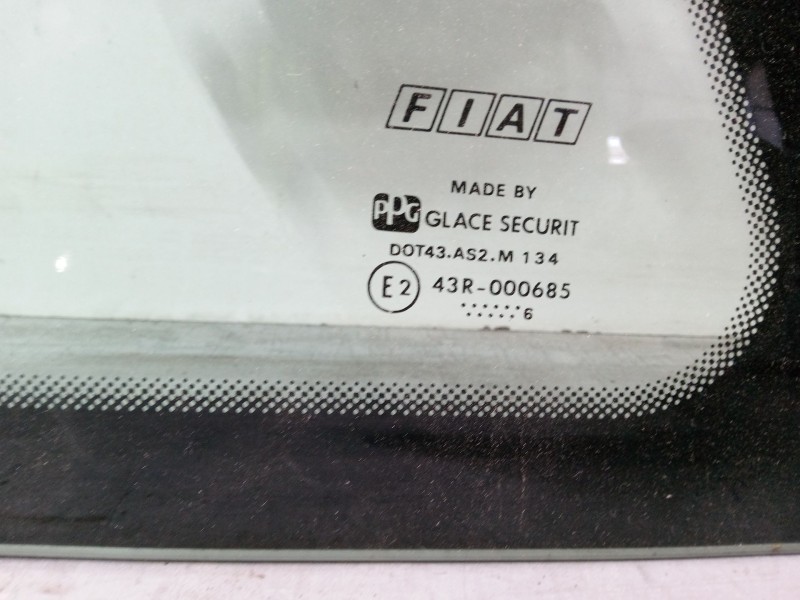 FIAT
MADE BY
PPG GLACE SECURIT
DOT43.AS2.M 134
E2 43R-000685
6